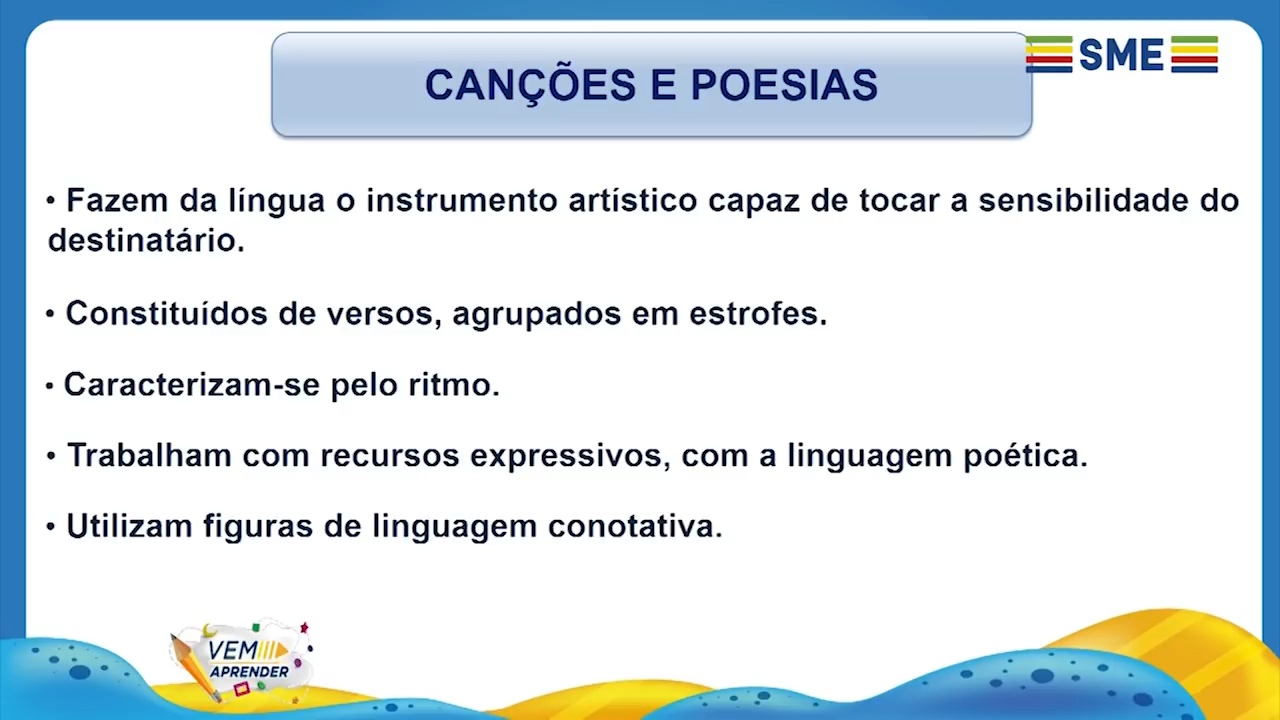 CANÇÕES E POESIAS
SME
• Fazem da língua o instrumento artístico capaz de tocar a sensibilidade do
destinatário.
• Constituídos de versos, agrupados em estrofes.
• Caracterizam-se pelo ritmo.
• Trabalham com recursos expressivos, com a linguagem poética.
• Utilizam figuras de linguagem conotativa.
VEM
APRENDER